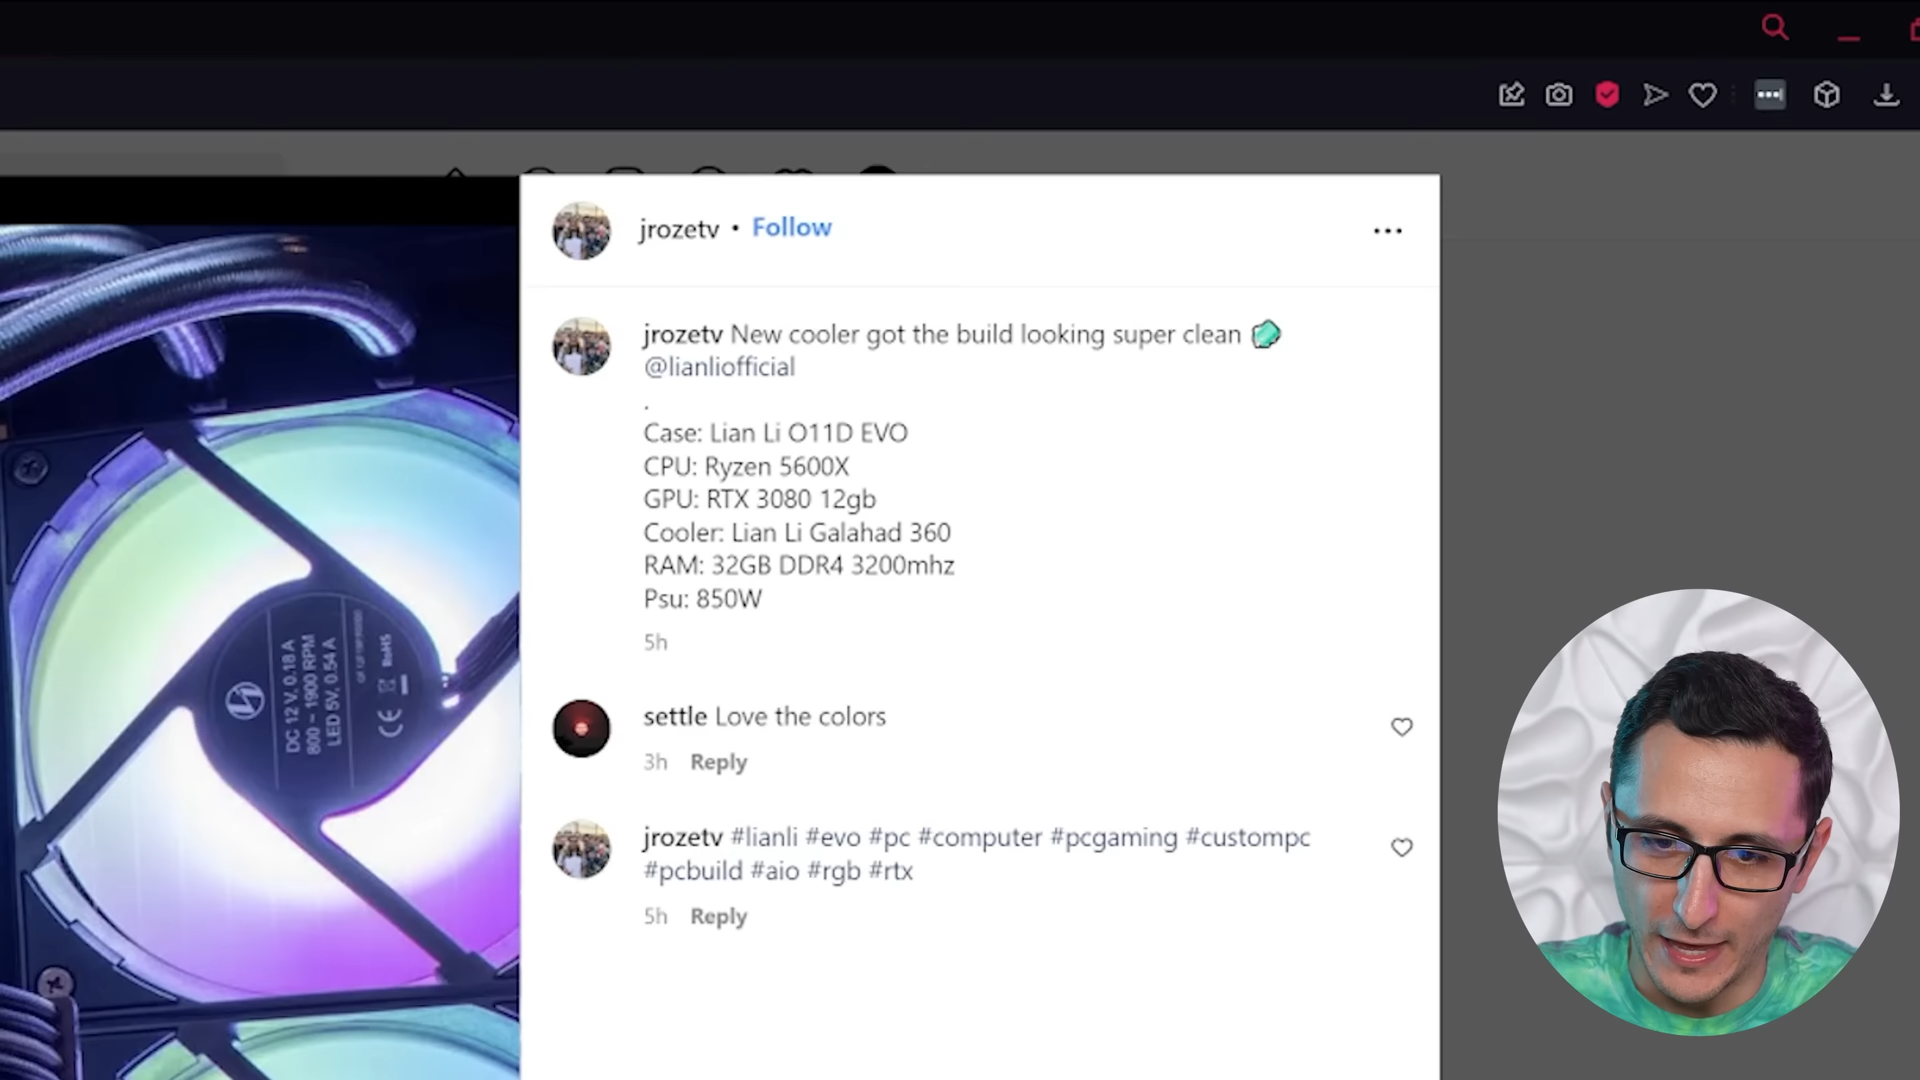 jrozetv • Follow
jrozetv New cooler got the build looking super clean
@lianliofficial
.
Case: Lian Li O11D EVO
CPU: Ryzen 5600X
GPU: RTX 3080 12gb
Cooler: Lian Li Galahad 360
RAM: 32GB DDR4 3200mhz
Psu: 850W
5h
settle Love the colors
3h Reply
jrozetv #lianli #evo #pc #computer #pcgaming #custompc
#pcbuild #aio #rgb #rtx
5h Reply
DC 12 V, 0.18 A
800 ~ 1900 RPM
LED 5V, 0.54 A
RoHS
CE